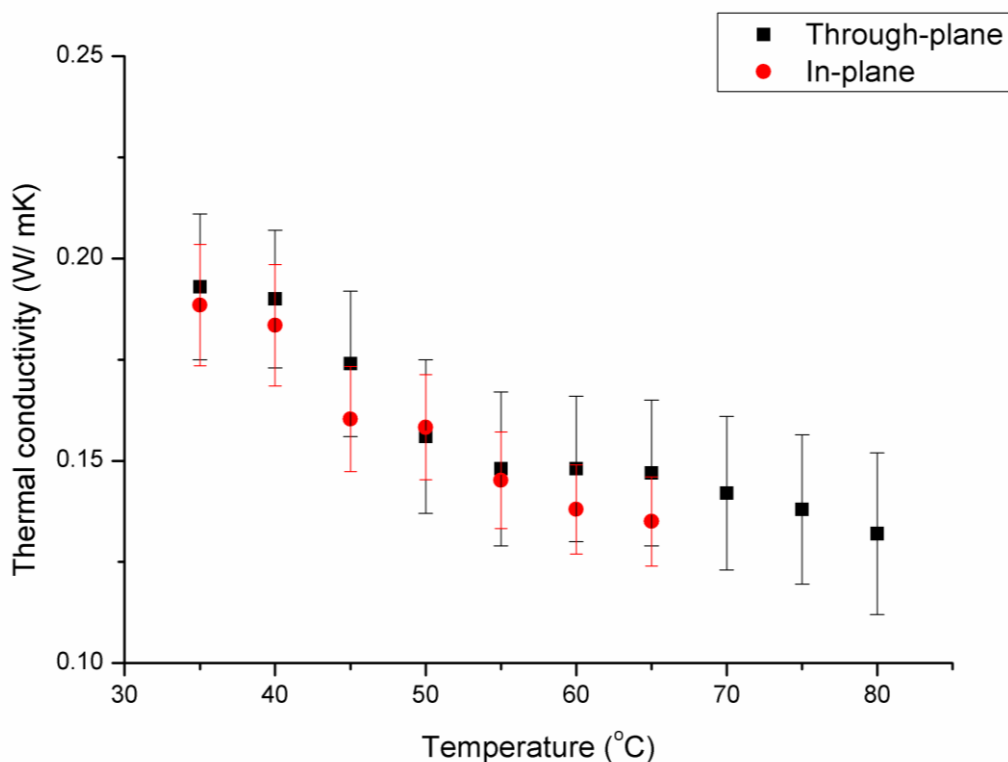 Through-plane
In-plane
0.25
0.20
0.15
0.10
Thermal conductivity (W/ mK)
30 40 50 60 70 80
Temperature (°C)